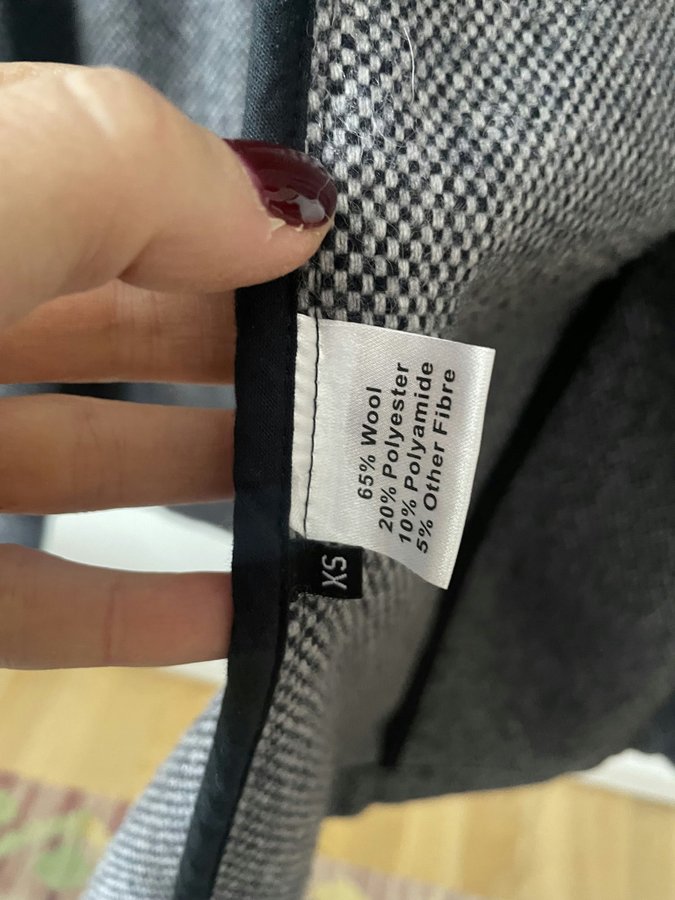 65% Wool
20% Polyester
10% Polyamide
5% Other Fibre
XS